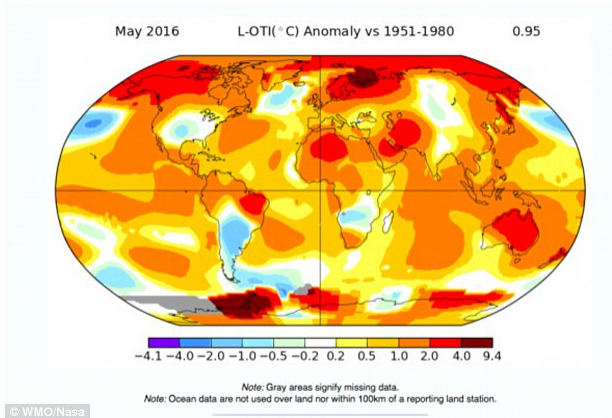 May 2016 L-OTI(°C) Anomaly vs 1951-1980 0.95
−4.1 −4.0 −2.0 −1.0 −0.5 −0.2 0.2 0.5 1.0 2.0 4.0 9.4
Note: Gray areas signify missing data.
Note: Ocean data are not used over land nor within 100km of a reporting land station.
© WMO/Nasa